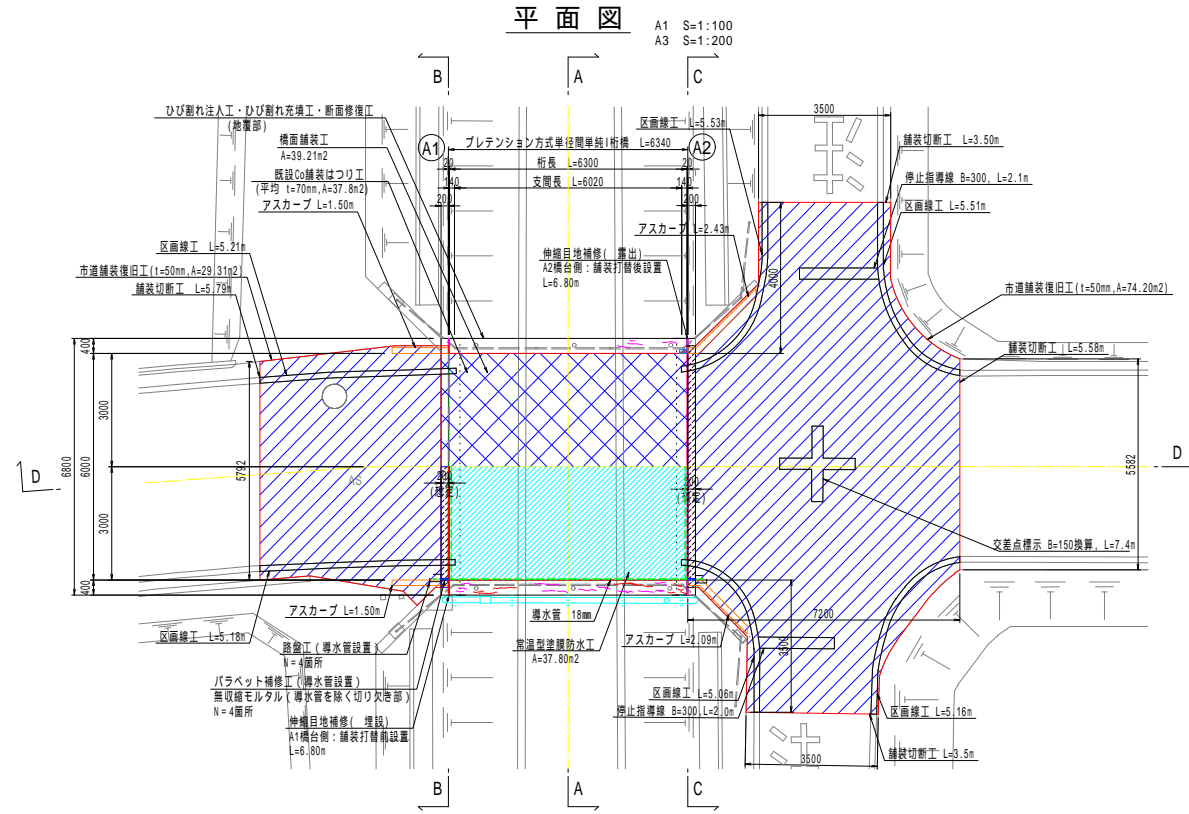 平面図
A1 S=1:100
A3 S=1:200
B
A
C
ひび割れ注入工・ひび割れ充填工・断面修復工
(地覆部)
橋面舗装工
A=39.21m2
既設Co舗装はつり工
(平均 t=70mm,A=37.8m2)
アスカーブ L=1.50m
A1
プレテンション方式単径間単純I桁橋 L=6340
A2
20
桁長 L=6300
20
140
支間長 L=6020
140
200
200
区画線工 L=5.53m
3500
舗装切断工 L=3.50m
停止指導線 B=300, L=2.1m
区画線工 L=5.51m
アスカーブ L=2.43m
伸縮目地補修( 露出)
A2橋台側：舗装打替後設置
L=6.80m
4000
区画線工 L=5.21m
市道舗装復旧工(t=50mm,A=29.31m2)
舗装切断工 L=5.79m
市道舗装復旧工(t=50mm,A=74.20m2)
舗装切断工 L=5.58m
400
3000
6800
6000
5792
3000
400
D
D
AS
5582
交差点標示 B=150換算, L=7.4m
7200
3500
アスカーブ L=1.50m
導水管 18mm
アスカーブ L=2.09m
常温型塗膜防水工
A=37.80m2
区画線工 L=5.18m
路盤工(導水管設置)
N=4箇所
パラペット補修工(導水管設置)
無収縮モルタル(導水管を除く切り欠き部)
N=4箇所
伸縮目地補修( 埋設)
A1橋台側：舗装打替前設置
L=6.80m
区画線工 L=5.06m
停止指導線 B=300,L=2.0m
区画線工 L=5.16m
舗装切断工 L=3.5m
3500
B
A
C